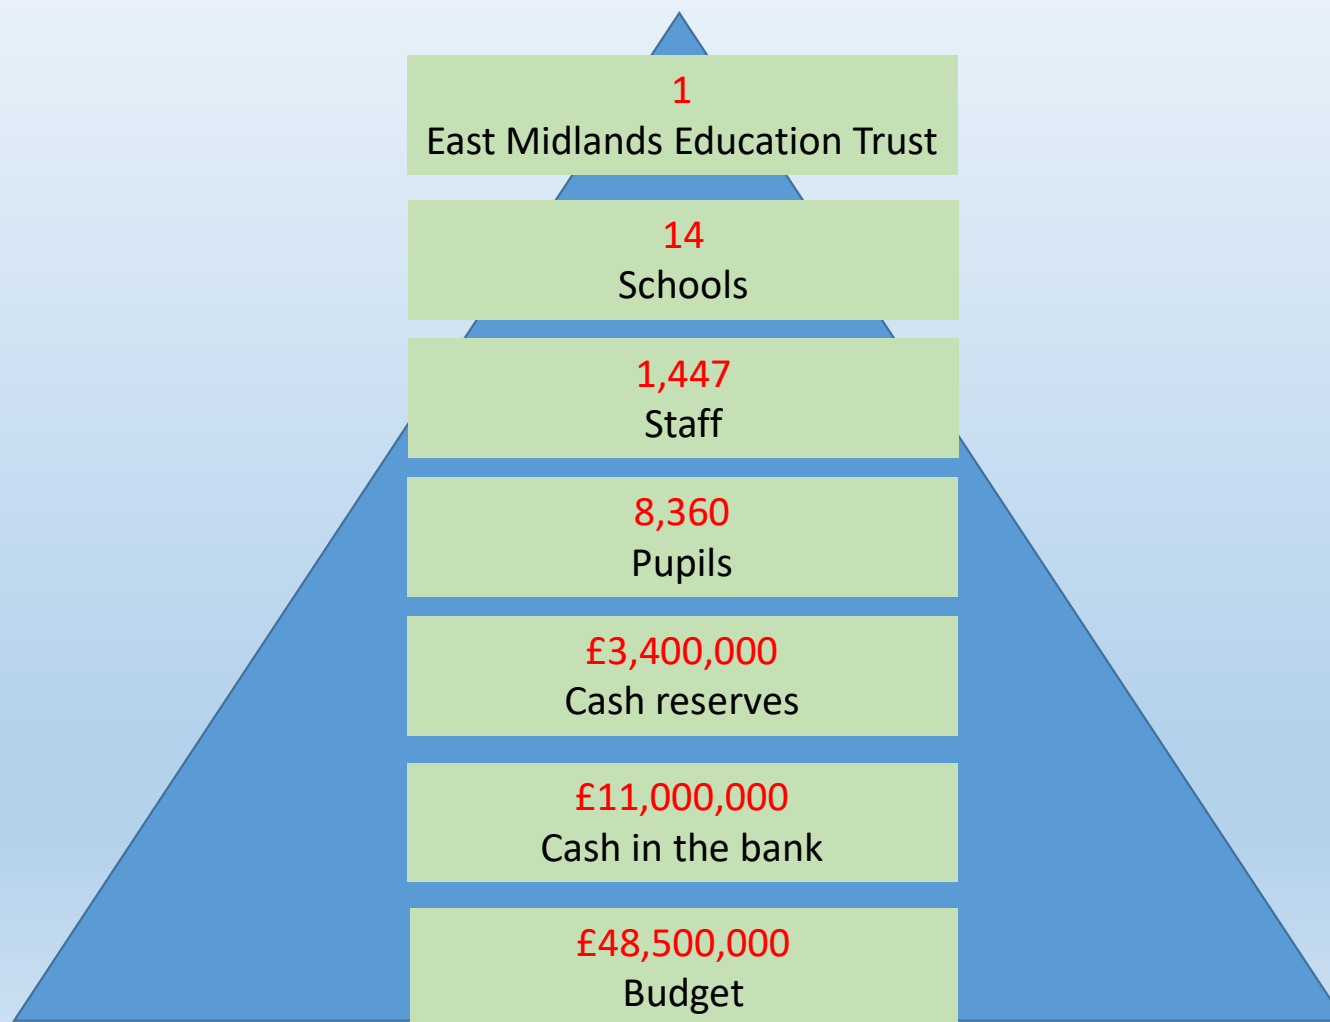 1
East Midlands Education Trust
14
Schools
1,447
Staff
8,360
Pupils
£3,400,000
Cash reserves
£11,000,000
Cash in the bank
£48,500,000
Budget